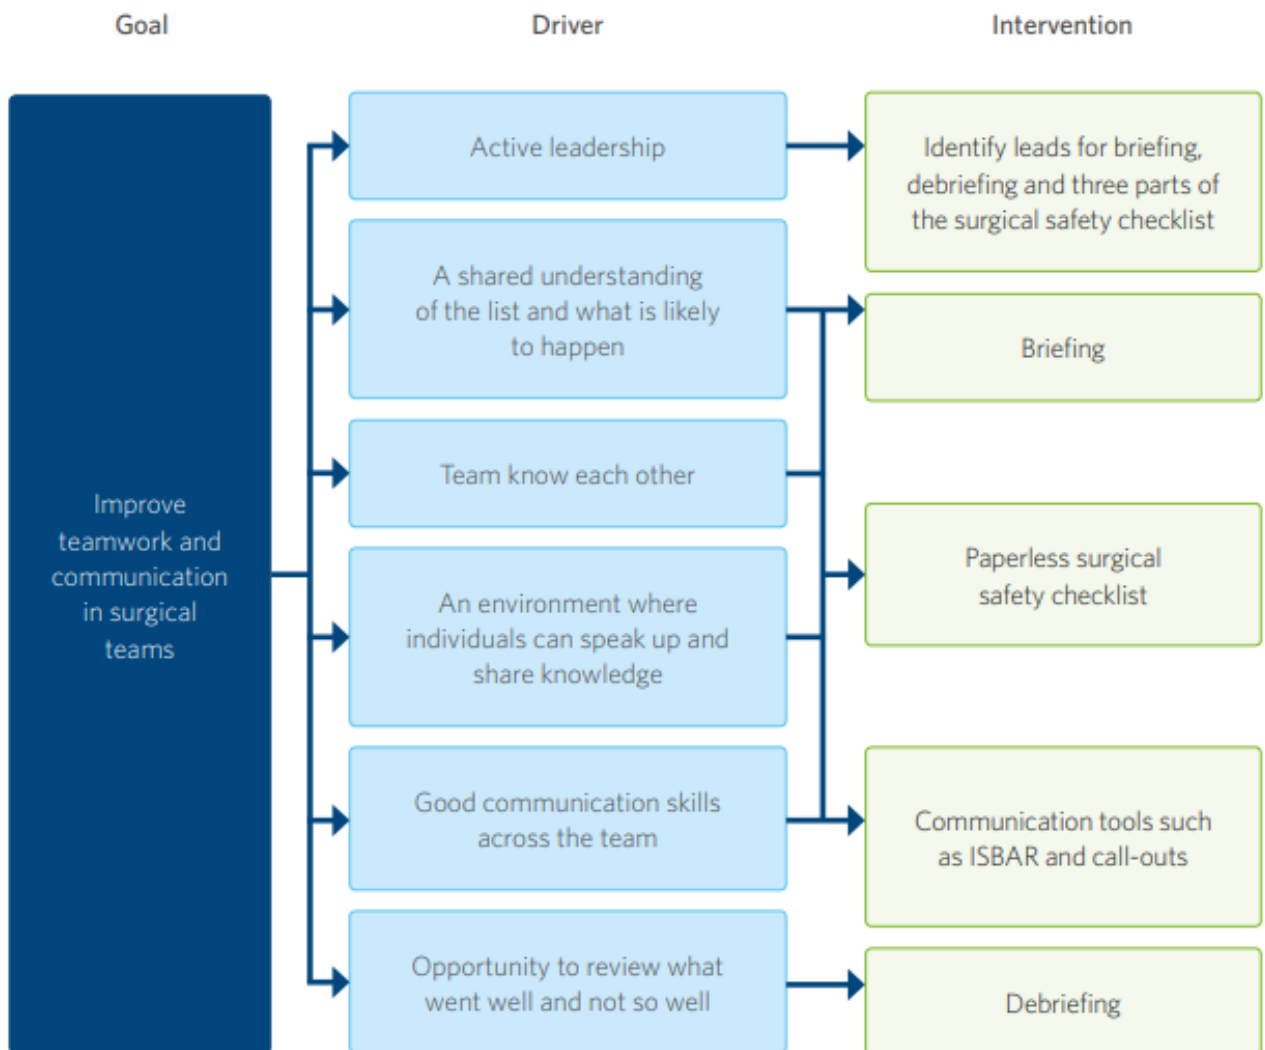 Goal
Driver
Intervention
Improve
teamwork and
communication
in surgical
teams
Active leadership
A shared understanding
of the list and what is likely
to happen
Team know each other
An environment where
individuals can speak up and
share knowledge
Good communication skills
across the team
Opportunity to review what
went well and not so well
Identify leads for briefing,
debriefing and three parts of
the surgical safety checklist
Briefing
Paperless surgical
safety checklist
Communication tools such
as ISBAR and call-outs
Debriefing